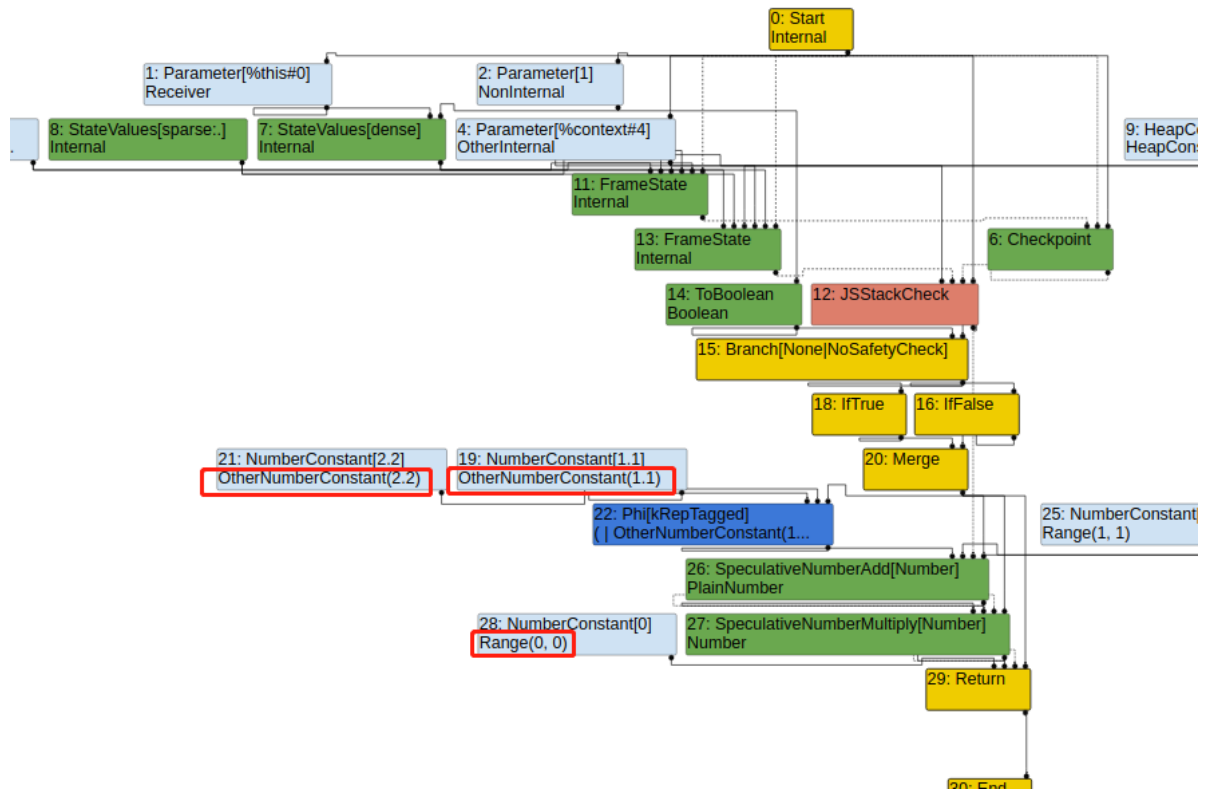 0: Start
Internal
1: Parameter[%this#0]
Receiver
2: Parameter[1]
NonInternal
8: StateValues[sparse:.]
Internal
7: StateValues[dense]
Internal
4: Parameter[%context#4]
OtherInternal
9: HeapC
HeapCons
11: FrameState
Internal
13: FrameState
Internal
6: Checkpoint
14: ToBoolean
Boolean
12: JSStackCheck
15: Branch[None|NoSafetyCheck]
18: IfTrue
16: IfFalse
21: NumberConstant[2.2]
OtherNumberConstant(2.2)
19: NumberConstant[1.1]
OtherNumberConstant(1.1)
20: Merge
22: Phi[kRepTagged]
( | OtherNumberConstant(1...
25: NumberConstant[
Range(1, 1)
26: SpeculativeNumberAdd[Number]
PlainNumber
28: NumberConstant[0]
Range(0, 0)
27: SpeculativeNumberMultiply[Number]
Number
29: Return
30: End